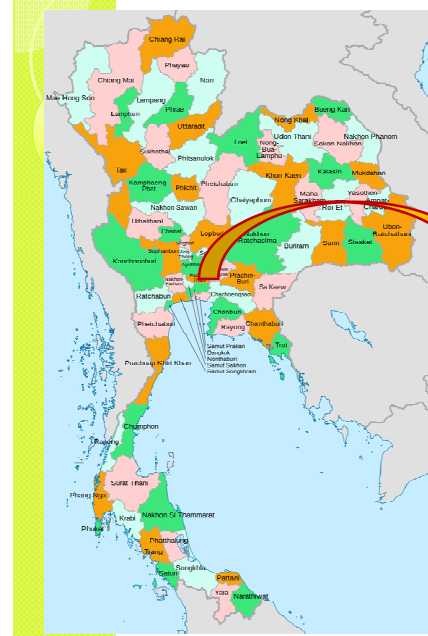 Chiang Rai
Phayao
Chiang Mai
Nan
Mae Hong Son
Lampang
Lamphun
Phrae
Uttaradit
Bueng Kan
Nong Khai
Loei
Udon Thani
Nakhon Phanom
Nong-
Bua-
Lamphu
Sakon Nakhon
Sukhothai
Phitsanulok
Tak
Khon Kaen
Kalasin
Mukdahan
Kamphaeng
Phet
Phichit
Phetchabun
Maha-
Sarakham
Yasothon
Amnat-
Nakhon Sawan
Chaiyaphum
Roi Et
Uthaithani
Chainat
Lopburi
Nakhon
Ratchasima
Ubon-
Ratchathani
Buriram
Surin
Sisaket
Suphanburi
Kanchanaburi
Prachin-
Buri
Sa Kaew
Nakhon
Pathom
Ratchaburi
Chachoengsao
Chonburi
Rayong
Chanthaburi
Phetchaburi
Trat
Samut Prakan
Bangkok
Nonthaburi
Samut Sakhon
Samut Songkhram
Prachuap Khiri Khan
Chumphon
Ranong
Surat Thani
Phang Nga
Krabi
Nakhon Si Thammarat
Phuket
Phatthalung
Trang
Satun
Songkhla
Pattani
Yala
Narathiwat